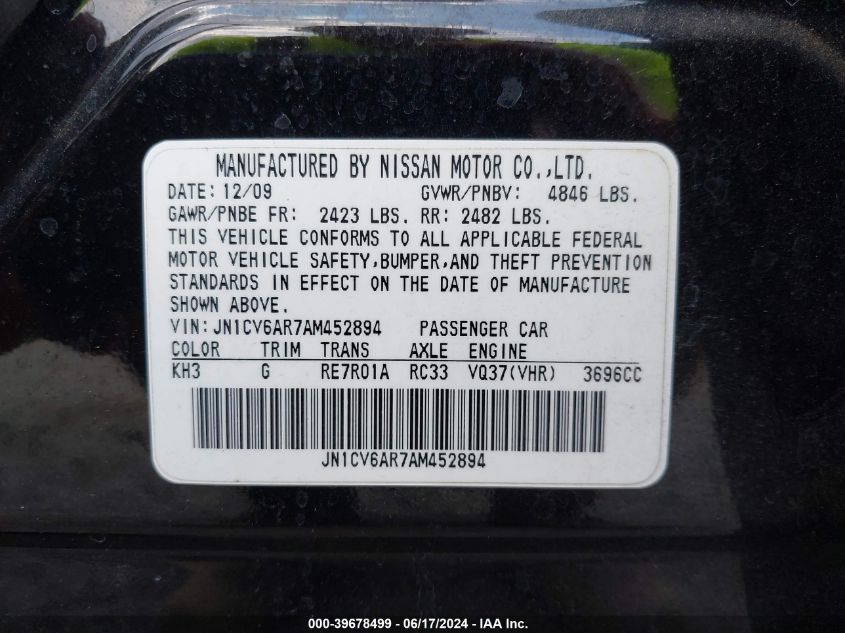 MANUFACTURED BY NISSAN MOTOR CO.,LTD.
DATE: 12/09 GVWR/PNBV: 4846 LBS.
GAWR/PNBE FR: 2423 LBS. RR: 2482 LBS.
THIS VEHICLE CONFORMS TO ALL APPLICABLE FEDERAL
MOTOR VEHICLE SAFETY,BUMPER,AND THEFT PREVENTION
STANDARDS IN EFFECT ON THE DATE OF MANUFACTURE
SHOWN ABOVE.
VIN:JN1CV6AR7AM452894 PASSENGER CAR
COLOR TRIM TRANS AXLE ENGINE
KH3 G RE7R01A RC33 VQ37(VHR) 3696CC
JN1CV6AR7AM452894
000-39678499 - 06/17/2024 - IAA Inc.